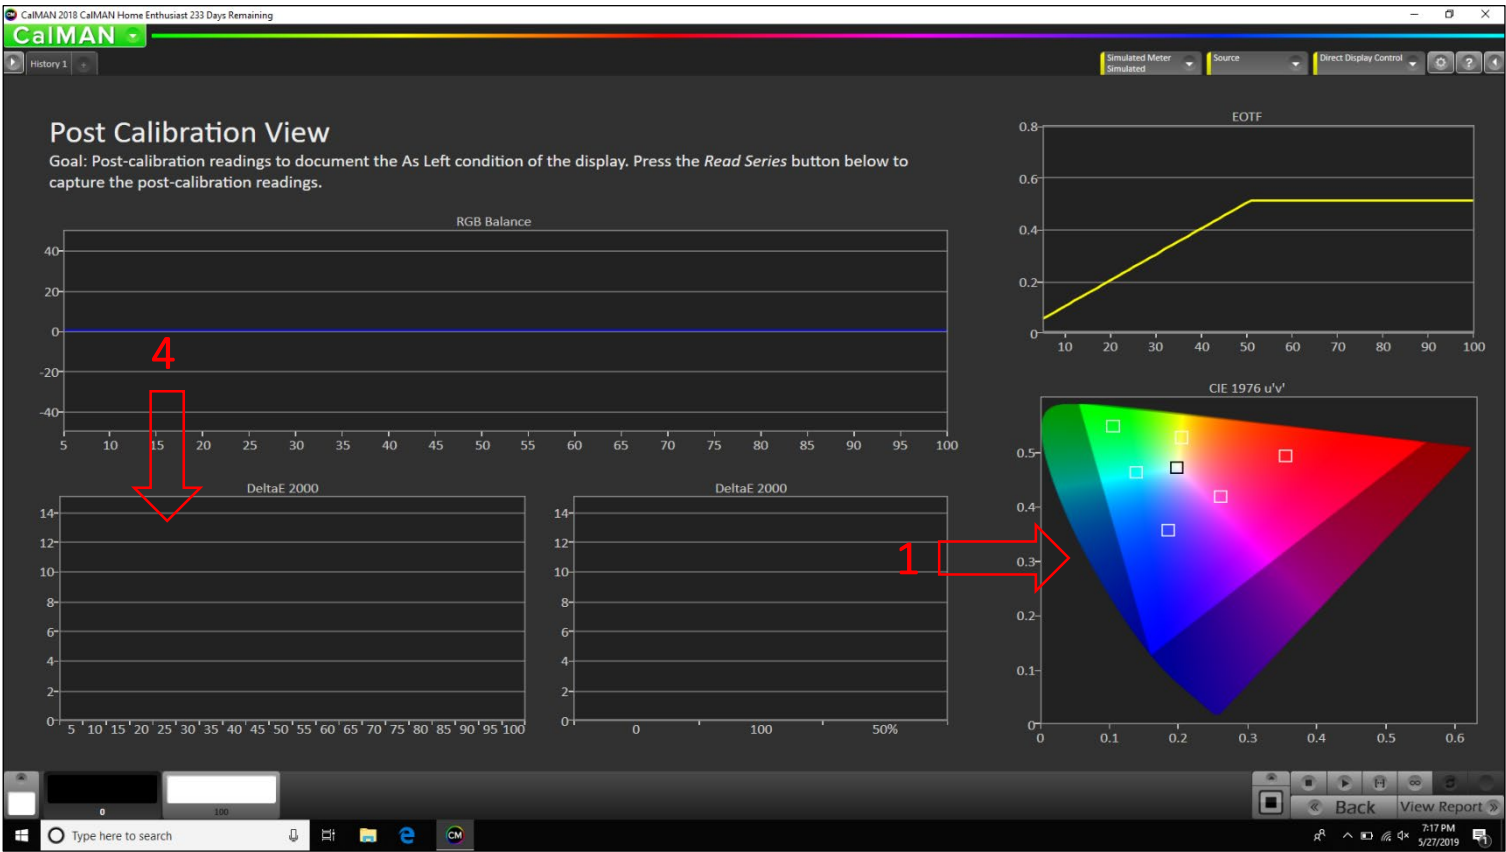 CalMAN 2018 CalMAN Home Enthusiast 233 Days Remaining
CalMAN
History 1
Simulated Meter
Simulated
Source
Direct Display Control
?
Post Calibration View
Goal: Post-calibration readings to document the As Left condition of the display. Press the Read Series button below to
capture the post-calibration readings.
RGB Balance
40
20
0
-20
-40
5 10 15 20 25 30 35 40 45 50 55 60 65 70 75 80 85 90 95 100
4
EOTF
0.8
0.6
0.4
0.2
0
10 20 30 40 50 60 70 80 90 100
DeltaE 2000
14
12
10
8
6
4
2
0
5 10 15 20 25 30 35 40 45 50 55 60 65 70 75 80 85 90 95 100
DeltaE 2000
14
12
10
8
6
4
2
0
0 100 50%
1
CIE 1976 u'v'
0.5
0.4
0.3
0.2
0.1
0
0 0.1 0.2 0.3 0.4 0.5 0.6
0
100
Back
View Report
Type here to search
CM
7:17 PM
5/27/2019
1